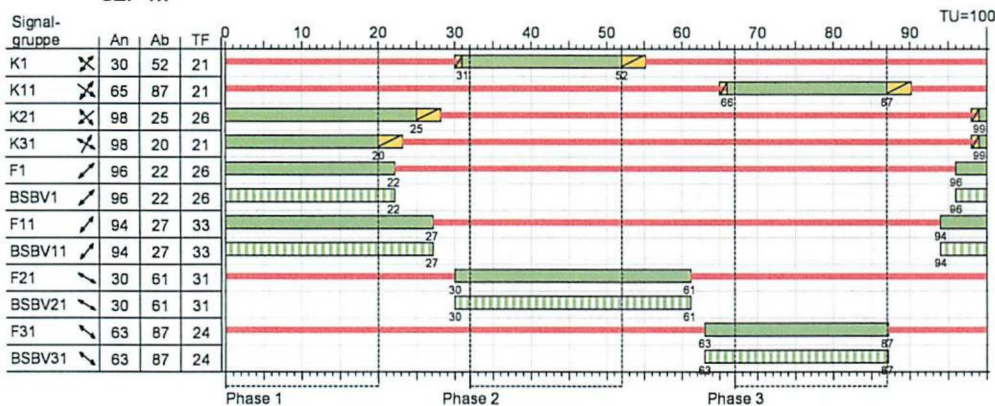 TU=100
Signal-
gruppe An Ab TF 0 10 20 30 40 50 60 70 80 90
K1 30 52 21 31 52
K11 65 87 21 66 87
K21 98 25 26 25 99
K31 98 20 21 20 99
F1 96 22 26 22 96
BSBV1 96 22 26 22 96
F11 94 27 33 27 94
BSBV11 94 27 33 27 94
F21 30 61 31 30 61
BSBV21 30 61 31 30 61
F31 63 87 24 63 87
BSBV31 63 87 24 63 87
Phase 1 Phase 2 Phase 3